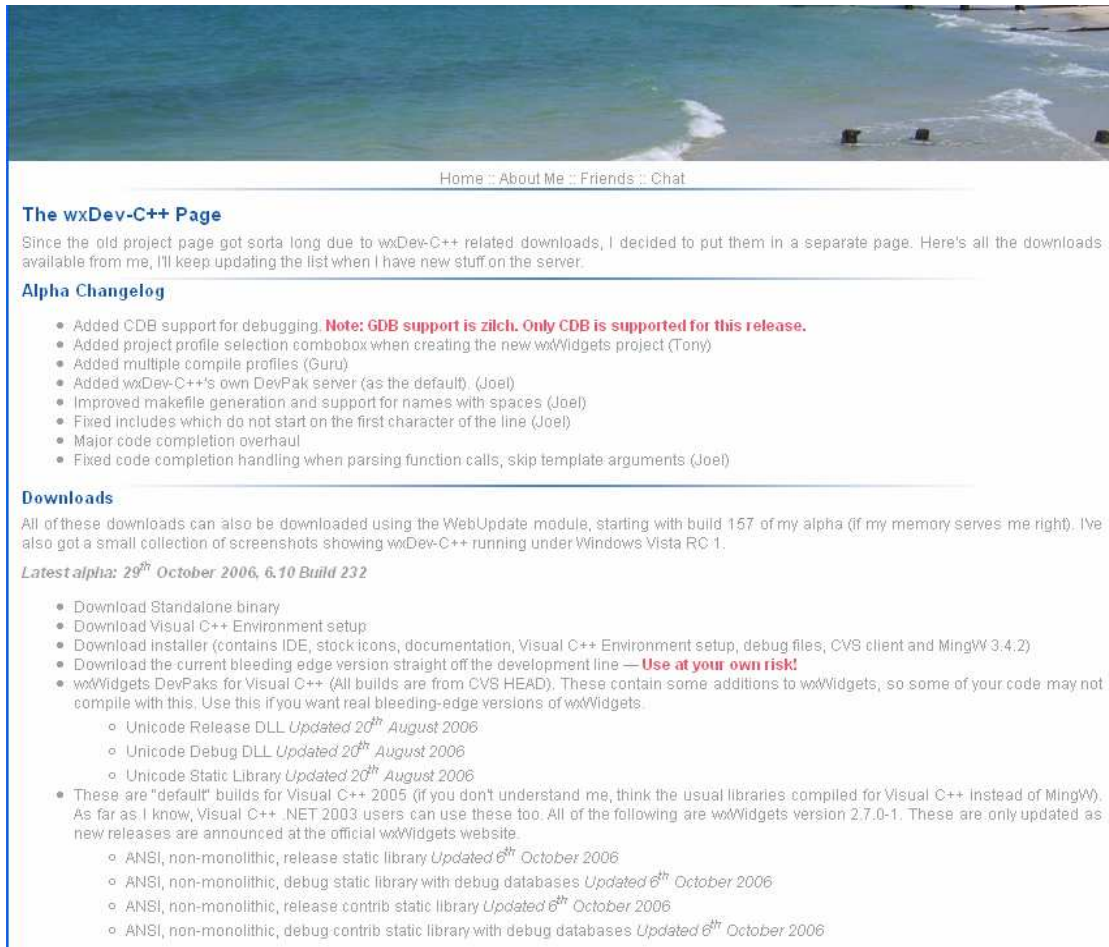 Home :: About Me :: Friends :: Chat
The wxDev-C++ Page
Since the old project page got sorta long due to wxDev-C++ related downloads, I decided to put them in a separate page. Here's all the downloads
available from me, I'll keep updating the list when I have new stuff on the server.
Alpha Changelog
Added CDB support for debugging. Note: GDB support is zilch. Only CDB is supported for this release.
Added project profile selection combobox when creating the new wxWidgets project (Tony)
Added multiple compile profiles (Guru)
Added wxDev-C++'s own DevPak server (as the default). (Joel)
Improved makefile generation and support for names with spaces (Joel)
Fixed includes which do not start on the first character of the line (Joel)
Major code completion overhaul
Fixed code completion handling when parsing function calls, skip template arguments (Joel)
Downloads
All of these downloads can also be downloaded using the WebUpdate module, starting with build 157 of my alpha (if my memory serves me right). I've
also got a small collection of screenshots showing wxDev-C++ running under Windows Vista RC 1.
Latest alpha: 29th October 2006, 6.10 Build 232
Download Standalone binary
Download Visual C++ Environment setup
Download installer (contains IDE, stock icons, documentation, Visual C++ Environment setup, debug files, CVS client and MingW 3.4.2)
Download the current bleeding edge version straight off the development line — Use at your own risk!
wxWidgets DevPaks for Visual C++ (All builds are from CVS HEAD). These contain some additions to wxWidgets, so some of your code may not
compile with this. Use this if you want real bleeding-edge versions of wxWidgets.
Unicode Release DLL Updated 20th August 2006
Unicode Debug DLL Updated 20th August 2006
Unicode Static Library Updated 20th August 2006
These are "default" builds for Visual C++ 2005 (if you don't understand me, think the usual libraries compiled for Visual C++ instead of MingW).
As far as I know, Visual C++ .NET 2003 users can use these too. All of the following are wxWidgets version 2.7.0-1. These are only updated as
new releases are announced at the official wxWidgets website.
ANSI, non-monolithic, release static library Updated 6th October 2006
ANSI, non-monolithic, debug static library with debug databases Updated 6th October 2006
ANSI, non-monolithic, release contrib static library Updated 6th October 2006
ANSI, non-monolithic, debug contrib static library with debug databases Updated 6th October 2006